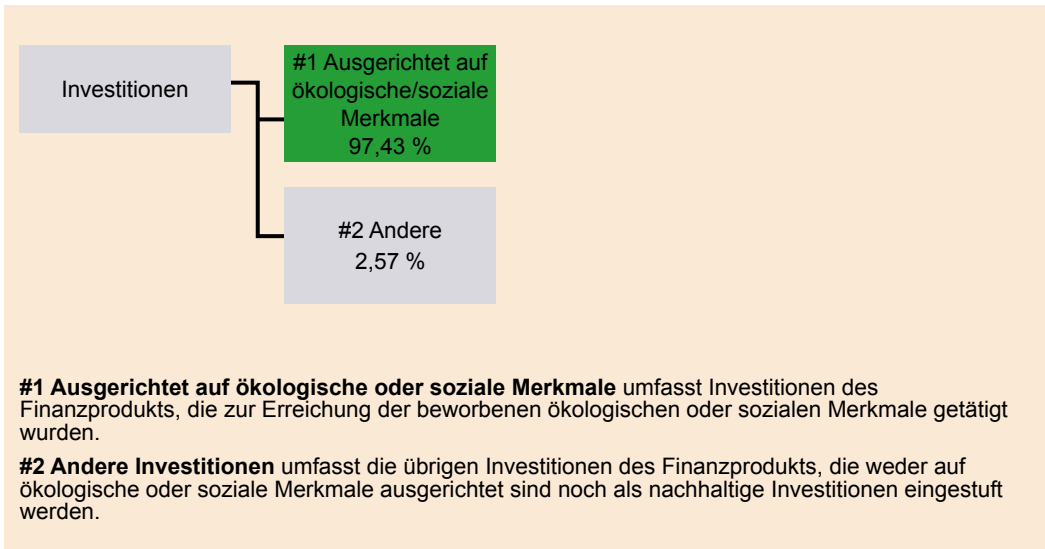 Investitionen
#1 Ausgerichtet auf
ökologische/soziale
Merkmale
97,43 %
#2 Andere
2,57 %
#1 Ausgerichtet auf ökologische oder soziale Merkmale umfasst Investitionen des
Finanzprodukts, die zur Erreichung der beworbenen ökologischen oder sozialen Merkmale getätigt
wurden.
#2 Andere Investitionen umfasst die übrigen Investitionen des Finanzprodukts, die weder auf
ökologische oder soziale Merkmale ausgerichtet sind noch als nachhaltige Investitionen eingestuft
werden.